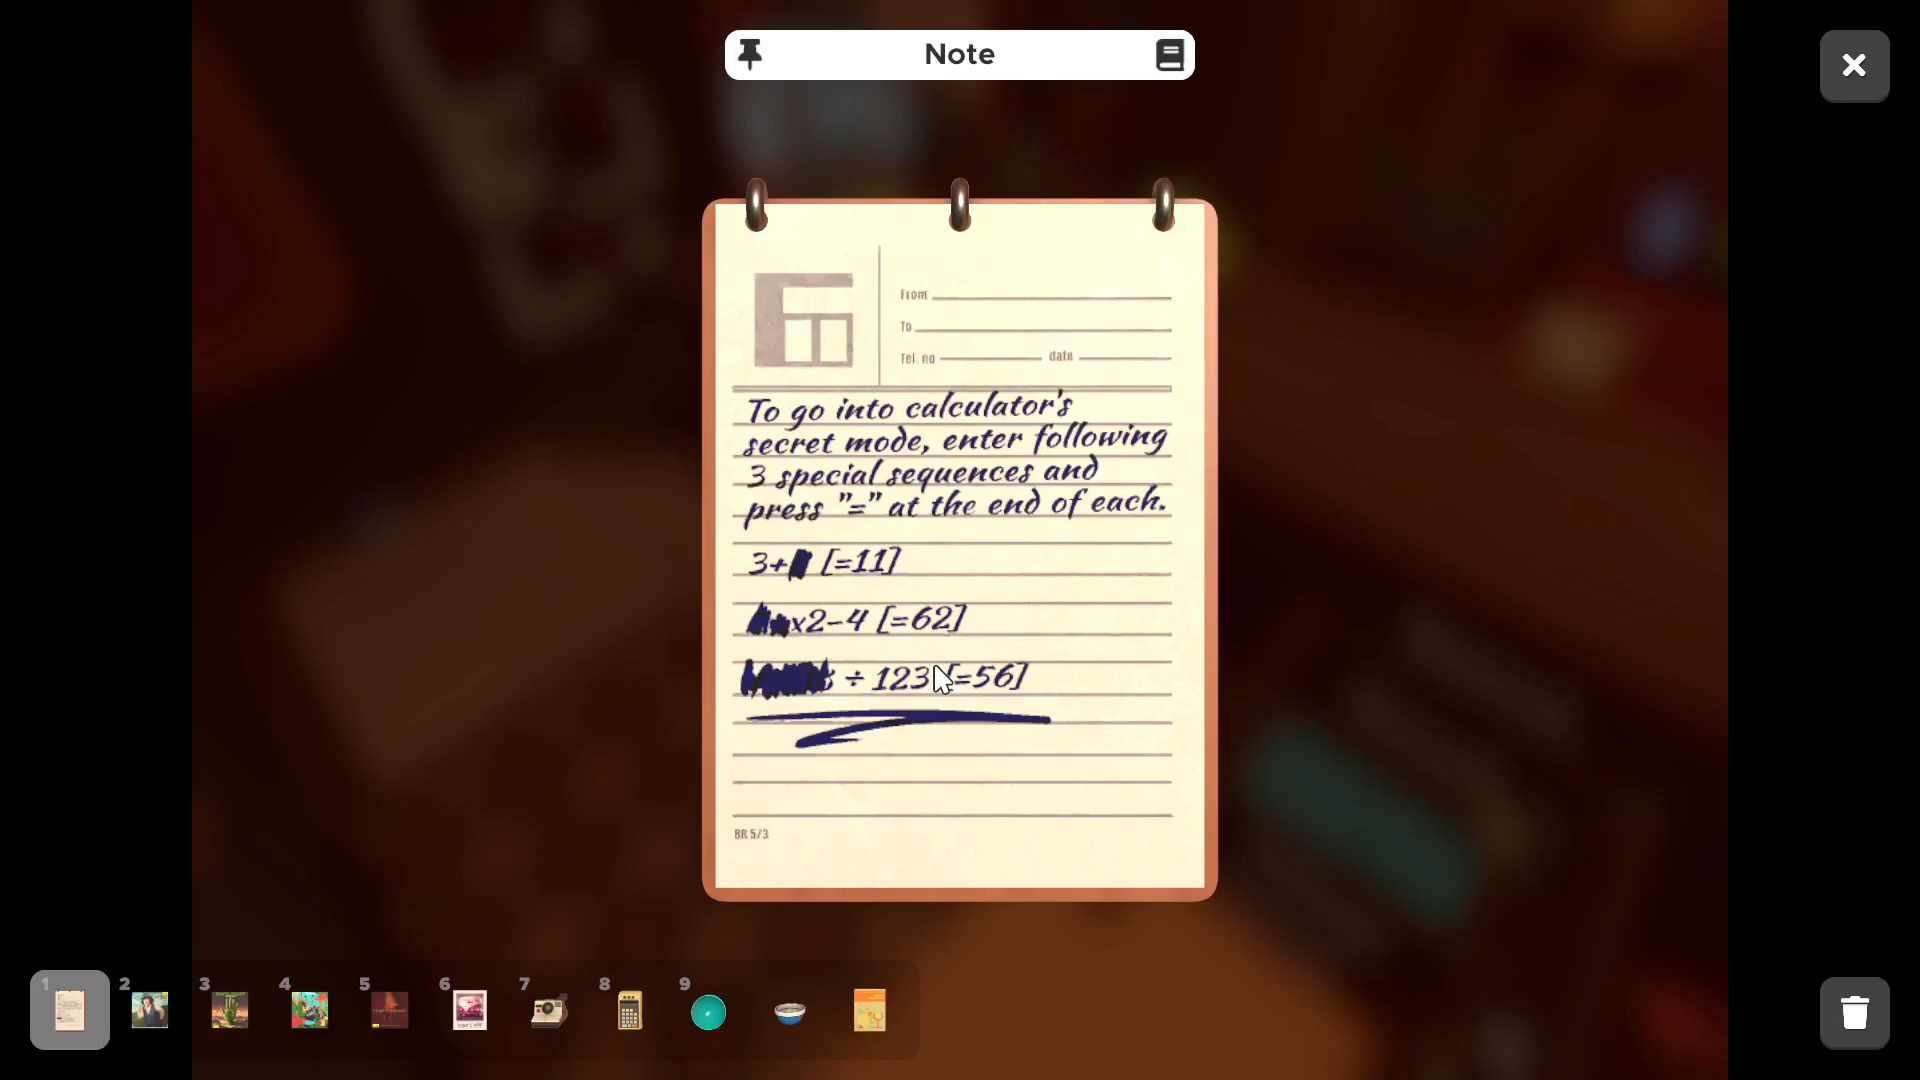 Note
From
To
Tel. no date
To go into calculator's
secret mode, enter following
3 special sequences and
press "=" at the end of each.
3+ [=11]
x2-4 [=62]
÷ 123 [=56]
BR 5/3
1 2 3 4 5 6 7 8 9